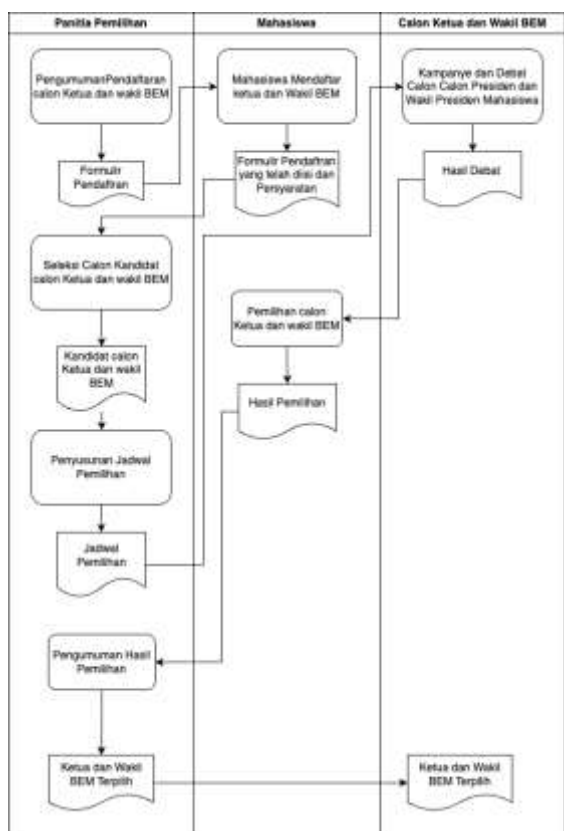 Panitia Pemilihan
Mahasiswa
Calon Ketua dan Wakil BEM
PengumumanPendaftaran
calon Ketua dan wakil BEM
Mahasiswa Mendaftar
ketua dan Wakil BEM
Kampanye dan Debat
Calon Calon Presiden dan
Wakil Presiden Mahasiswa
Formulir
Pendaftran
Formulir Pendaftran
yang telah diisi dan
Persyaratan
Hasil Debat
Seleksi Calon Kandidat
calon Ketua dan wakil BEM
Pemilihan calon
Ketua dan wakil BEM
Kandidat calon
Ketua dan wakil
BEM
Hasil Pemilihan
Penyusunan Jadwal
Pemilihan
Jadwal
Pemilihan
Pengumuman Hasil
Pemilihan
Ketua dan Wakil
BEM Terpilih
Ketua dan Wakil
BEM Terpilih